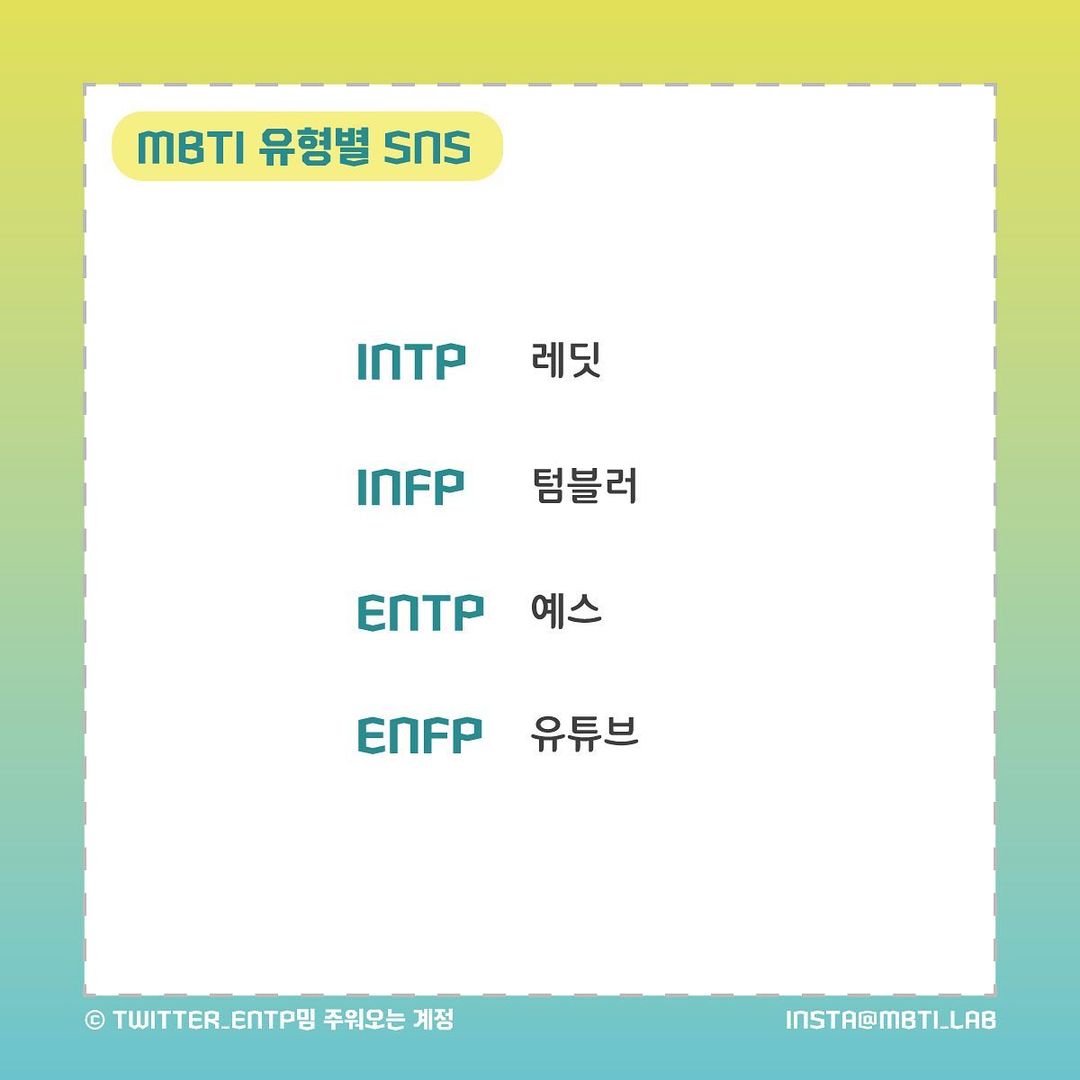 MBTI 유형별 SNS
INTP 레딧
INFP 텀블러
ENTP 예스
ENFP 유튜브
© TWITTER_ENTP밈 주워오는 계정
INSTA@MBTI_LAB